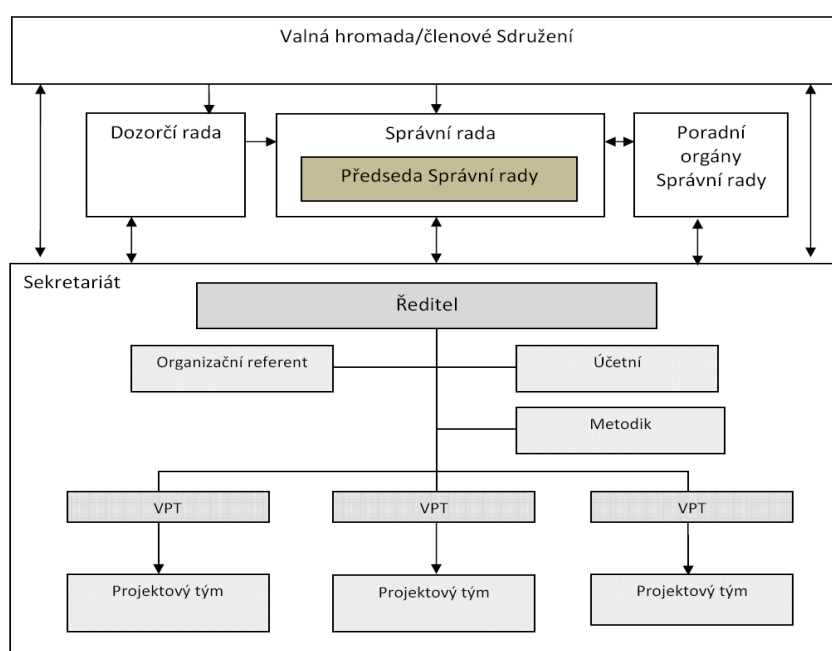 Valná hromada/členové Sdružení
Dozorčí rada
Správní rada
Předseda Správní rady
Poradní
orgány
Správní rady
Sekretariát
Ředitel
Organizační referent
Účetní
Metodik
VPT
VPT
VPT
Projektový tým
Projektový tým
Projektový tým